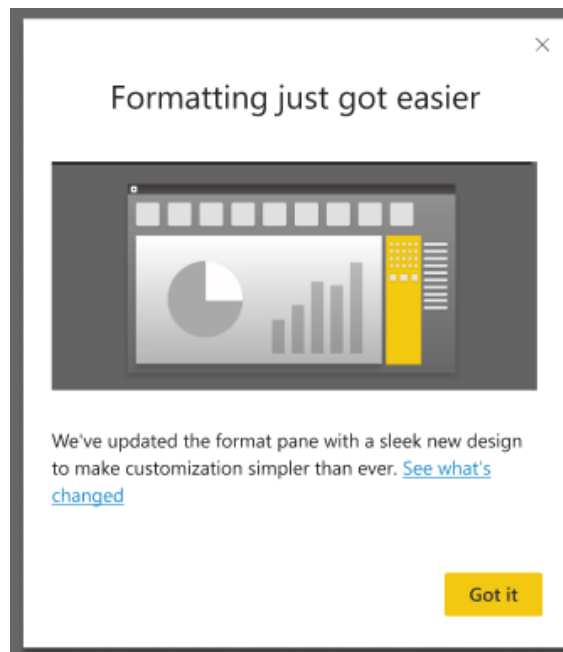 Formatting just got easier
We've updated the format pane with a sleek new design
to make customization simpler than ever. See what's
changed
Got it